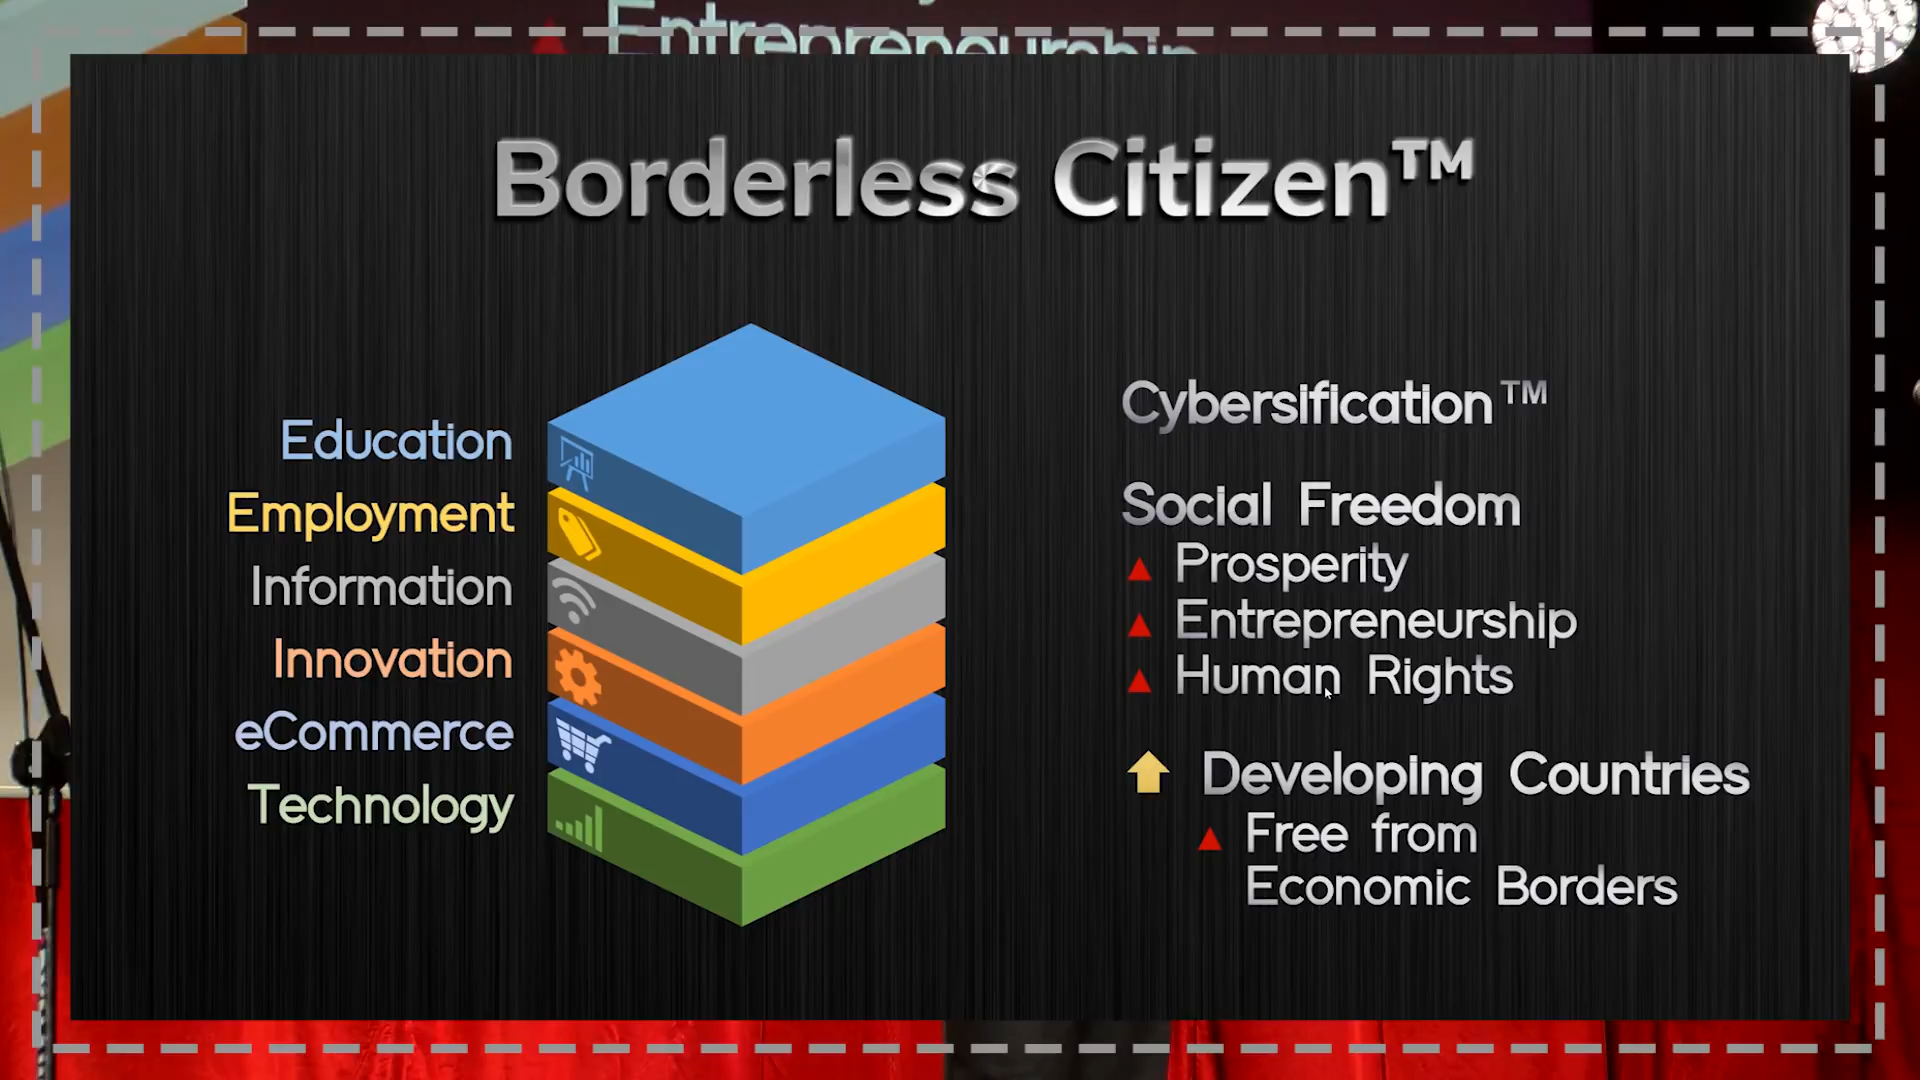 Entrepreneurship
Borderless Citizen™
Education
Employment
Information
Innovation
eCommerce
Technology
Cybersification™
Social Freedom
Prosperity
Entrepreneurship
Human Rights
Developing Countries
Free from
Economic Borders